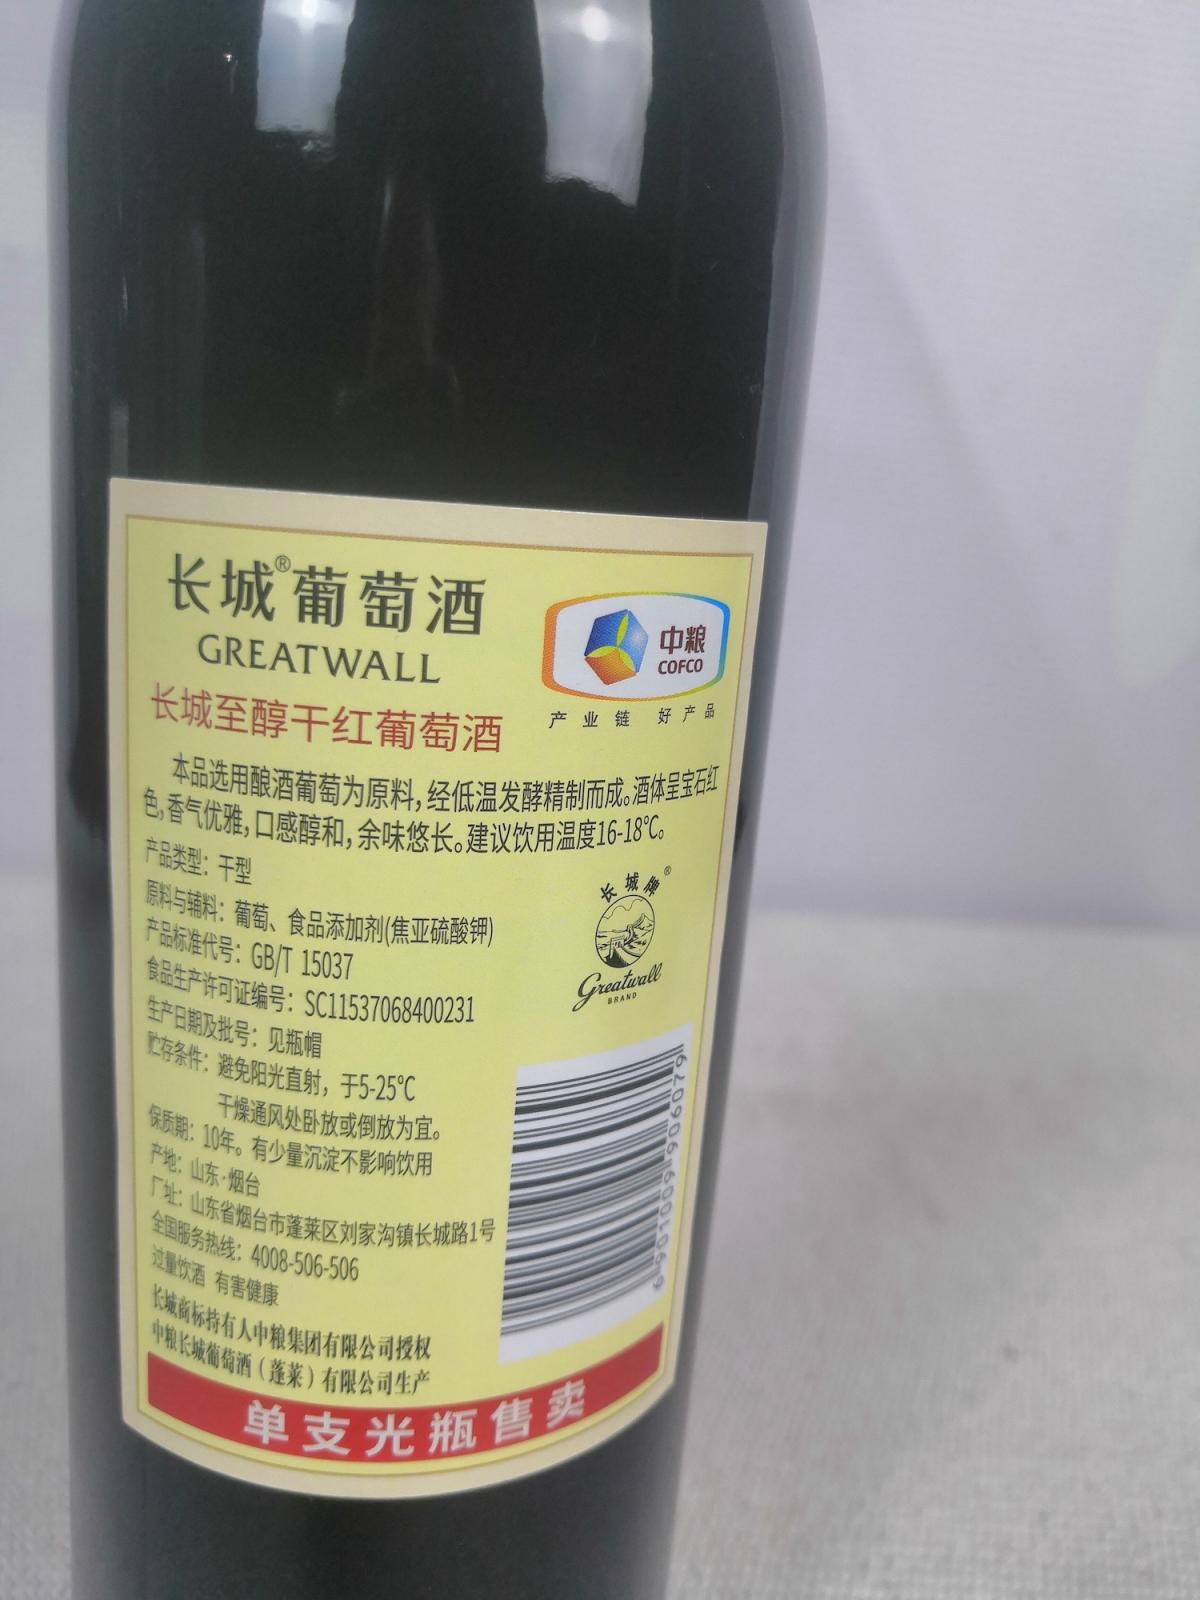 长城®葡萄酒
GREATWALL
中粮
COFCO
产业链 好产品
长城至醇干红葡萄酒
本品选用酿酒葡萄为原料,经低温发酵精制而成。酒体呈宝石红
色,香气优雅,口感醇和,余味悠长。建议饮用温度16-18℃。
产品类型：干型
原料与辅料：葡萄、食品添加剂(焦亚硫酸钾)
产品标准代号：GB/T 15037
食品生产许可证编号：SC11537068400231
生产日期及批号：见瓶帽
贮存条件：避免阳光直射，于5-25℃
干燥通风处卧放或倒放为宜。
保质期：10年。有少量沉淀不影响饮用
产地：山东·烟台
厂址：山东省烟台市蓬莱区刘家沟镇长城路1号
全国服务热线：4008-506-506
过量饮酒 有害健康
长城商标持有人中粮集团有限公司授权
中粮长城葡萄酒（蓬莱）有限公司生产
长城牌®
Greatwall
BRAND
6 901009 906079
单支光瓶售卖